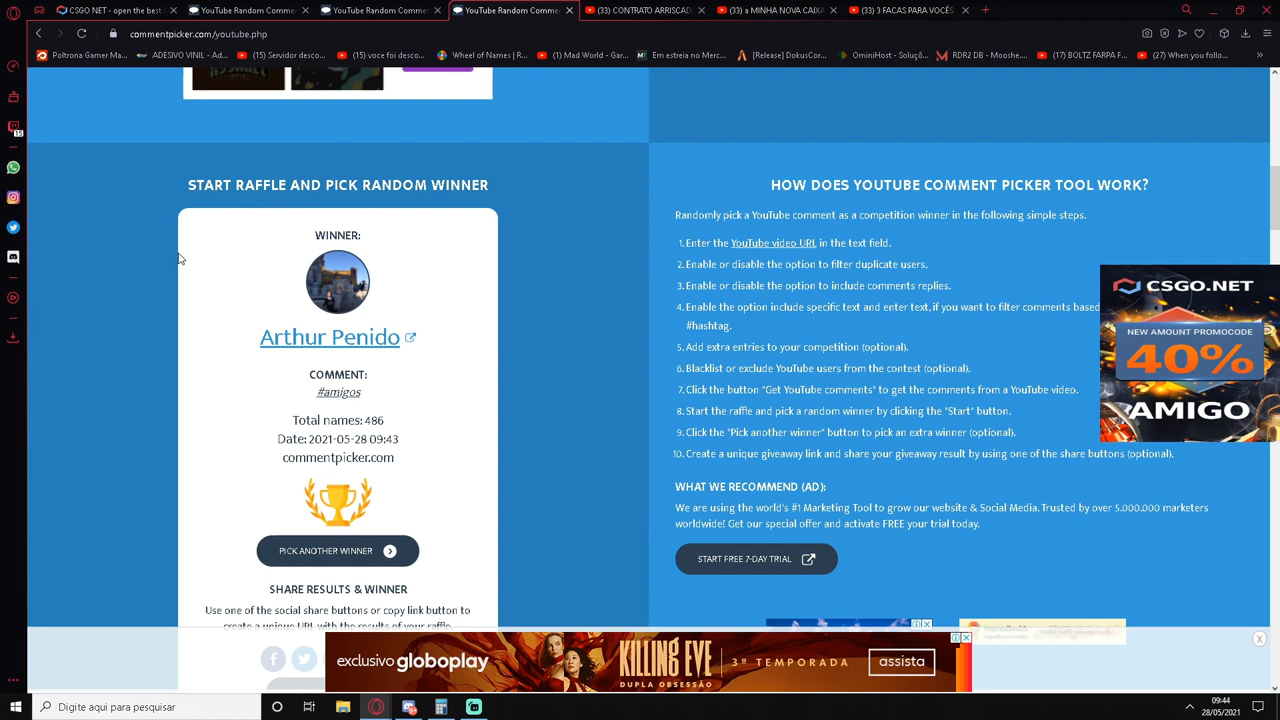 CSGO NET - open the best
YouTube Random Comme
YouTube Random Comme
YouTube Random Comme
(33) CONTRATO ARRISCAD
(33) a MINHA NOVA CAIXA
(33) 3 FACAS PARA VOCÊS
commentpicker.com/youtube.php
Poltrona Gamer Ma...
ADESIVO VINIL - Ad...
(15) Servidor desco...
(15) voce foi desco...
Wheel of Names | R...
(1) Mad World - Gar...
Em estreia no Merc...
[Release] DokusCor...
OminiHost - Soluçõ...
RDR2 DB - Mooshe...
(17) BOLTZ FARPA F...
(27) When you follo...
15
START RAFFLE AND PICK RANDOM WINNER
WINNER:
Arthur Penido
COMMENT:
#amigos
Total names: 486
Date: 2021-05-28 09:43
commentpicker.com
PICK ANOTHER WINNER
SHARE RESULTS & WINNER
Use one of the social share buttons or copy link button to
create a unique URL with the results of your raffle
HOW DOES YOUTUBE COMMENT PICKER TOOL WORK?
Randomly pick a YouTube comment as a competition winner in the following simple steps.
1. Enter the YouTube video URL in the text field.
2. Enable or disable the option to filter duplicate users.
3. Enable or disable the option to include comments replies.
4. Enable the option include specific text and enter text, if you want to filter comments based
#hashtag.
5. Add extra entries to your competition (optional).
6. Blacklist or exclude YouTube users from the contest (optional).
7. Click the button "Get YouTube comments" to get the comments from a YouTube video.
8. Start the raffle and pick a random winner by clicking the "Start" button.
9. Click the "Pick another winner" button to pick an extra winner (optional).
10. Create a unique giveaway link and share your giveaway result by using one of the share buttons (optional).
WHAT WE RECOMMEND (AD):
We are using the world's #1 Marketing Tool to grow our website & Social Media. Trusted by over 5.000.000 marketers
worldwide! Get our special offer and activate FREE your trial today.
START FREE 7-DAY TRIAL
CSGO.NET
NEW AMOUNT PROMOCODE
40%
AMIGO
exclusivo globoplay
KILLING EVE
DUPLA OBSESSÃO
3ª TEMPORADA
assista
X
Digite aqui para pesquisar
09:44
28/05/2021